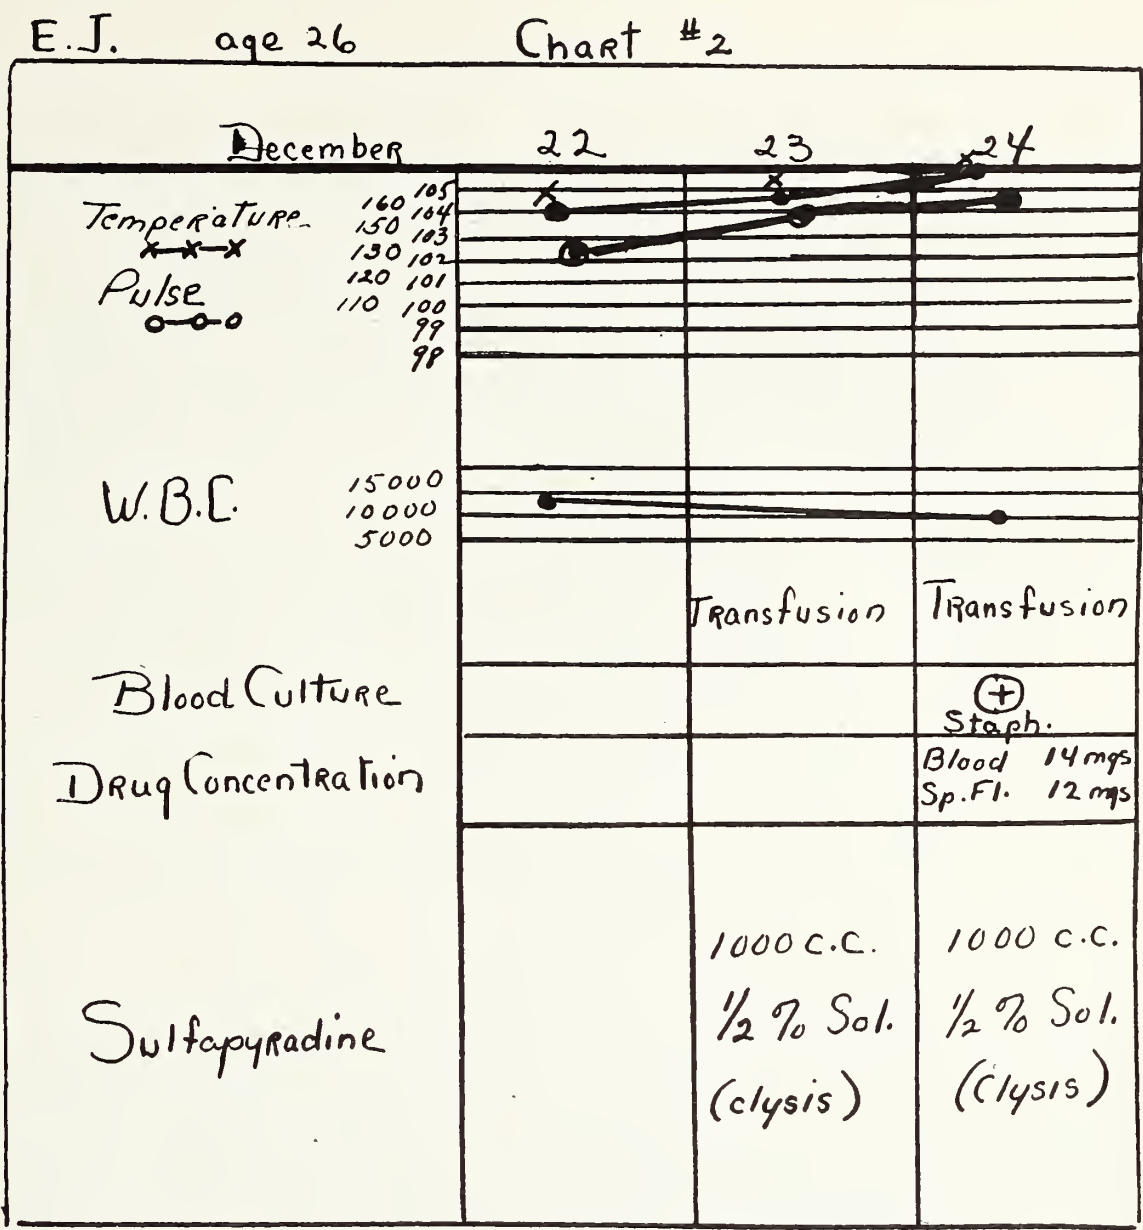 E.J. age 26 Chart #2
December 22 23 24
Temperature
160 105
150 104
103
130 102
120 101
110 100
99
98
Pulse
W.B.C.
15000
10000
5000
Transfusion Transfusion
Blood Culture
+
Staph.
Drug Concentration
Blood 14 mgs
Sp. Fl. 12 mgs
Sulfapyradine
1000 C.C. 1000 C.C.
1/2 % Sol. 1/2 % Sol.
(clysis) (Clysis)